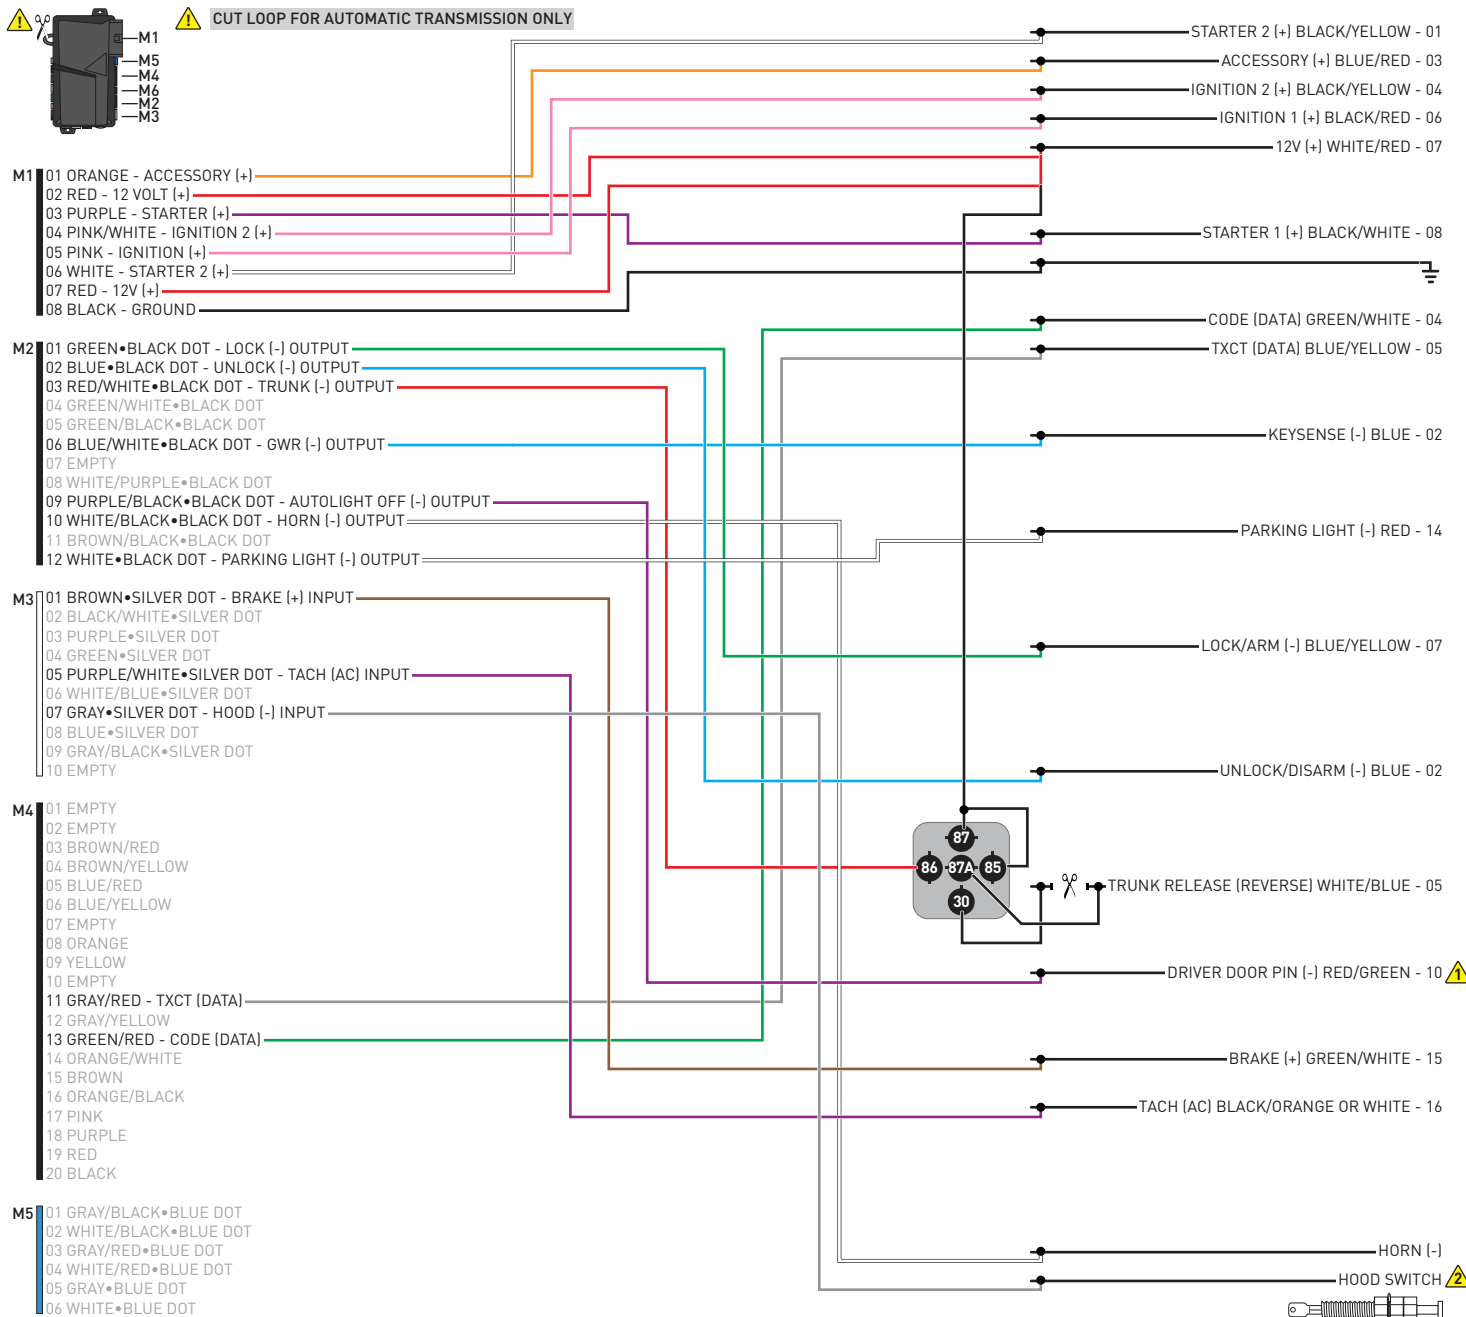 CUT LOOP FOR AUTOMATIC TRANSMISSION ONLY
M1
M5
M4
M6
M2
M3
STARTER 2 (+) BLACK/YELLOW - 01
ACCESSORY (+) BLUE/RED - 03
IGNITION 2 (+) BLACK/YELLOW - 04
IGNITION 1 (+) BLACK/RED - 06
12V (+) WHITE/RED - 07
STARTER 1 (+) BLACK/WHITE - 08
CODE (DATA) GREEN/WHITE - 04
TXCT (DATA) BLUE/YELLOW - 05
KEYSENSE (-) BLUE - 02
PARKING LIGHT (-) RED - 14
LOCK/ARM (-) BLUE/YELLOW - 07
UNLOCK/DISARM (-) BLUE - 02
TRUNK RELEASE (REVERSE) WHITE/BLUE - 05
DRIVER DOOR PIN (-) RED/GREEN - 10
1
BRAKE (+) GREEN/WHITE - 15
TACH (AC) BLACK/ORANGE OR WHITE - 16
HORN (-)
HOOD SWITCH
2
87
86
87A
85
30
M1
01 ORANGE - ACCESSORY (+)
02 RED - 12 VOLT (+)
03 PURPLE - STARTER (+)
04 PINK/WHITE - IGNITION 2 (+)
05 PINK - IGNITION (+)
06 WHITE - STARTER 2 (+)
07 RED - 12V (+)
08 BLACK - GROUND
M2
01 GREEN•BLACK DOT - LOCK (-) OUTPUT
02 BLUE•BLACK DOT - UNLOCK (-) OUTPUT
03 RED/WHITE•BLACK DOT - TRUNK (-) OUTPUT
04 GREEN/WHITE•BLACK DOT
05 GREEN/BLACK•BLACK DOT
06 BLUE/WHITE•BLACK DOT - GWR (-) OUTPUT
07 EMPTY
08 WHITE/PURPLE•BLACK DOT
09 PURPLE/BLACK•BLACK DOT - AUTOLIGHT OFF (-) OUTPUT
10 WHITE/BLACK•BLACK DOT - HORN (-) OUTPUT
11 BROWN/BLACK•BLACK DOT
12 WHITE•BLACK DOT - PARKING LIGHT (-) OUTPUT
M3
01 BROWN•SILVER DOT - BRAKE (+) INPUT
02 BLACK/WHITE•SILVER DOT
03 PURPLE•SILVER DOT
04 GREEN•SILVER DOT
05 PURPLE/WHITE•SILVER DOT - TACH (AC) INPUT
06 WHITE/BLUE•SILVER DOT
07 GRAY•SILVER DOT - HOOD (-) INPUT
08 BLUE•SILVER DOT
09 GRAY/BLACK•SILVER DOT
10 EMPTY
M4
01 EMPTY
02 EMPTY
03 BROWN/RED
04 BROWN/YELLOW
05 BLUE/RED
06 BLUE/YELLOW
07 EMPTY
08 ORANGE
09 YELLOW
10 EMPTY
11 GRAY/RED - TXCT (DATA)
12 GRAY/YELLOW
13 GREEN/RED - CODE (DATA)
14 ORANGE/WHITE
15 BROWN
16 ORANGE/BLACK
17 PINK
18 PURPLE
19 RED
20 BLACK
M5
01 GRAY/BLACK•BLUE DOT
02 WHITE/BLACK•BLUE DOT
03 GRAY/RED•BLUE DOT
04 WHITE/RED•BLUE DOT
05 GRAY•BLUE DOT
06 WHITE•BLUE DOT